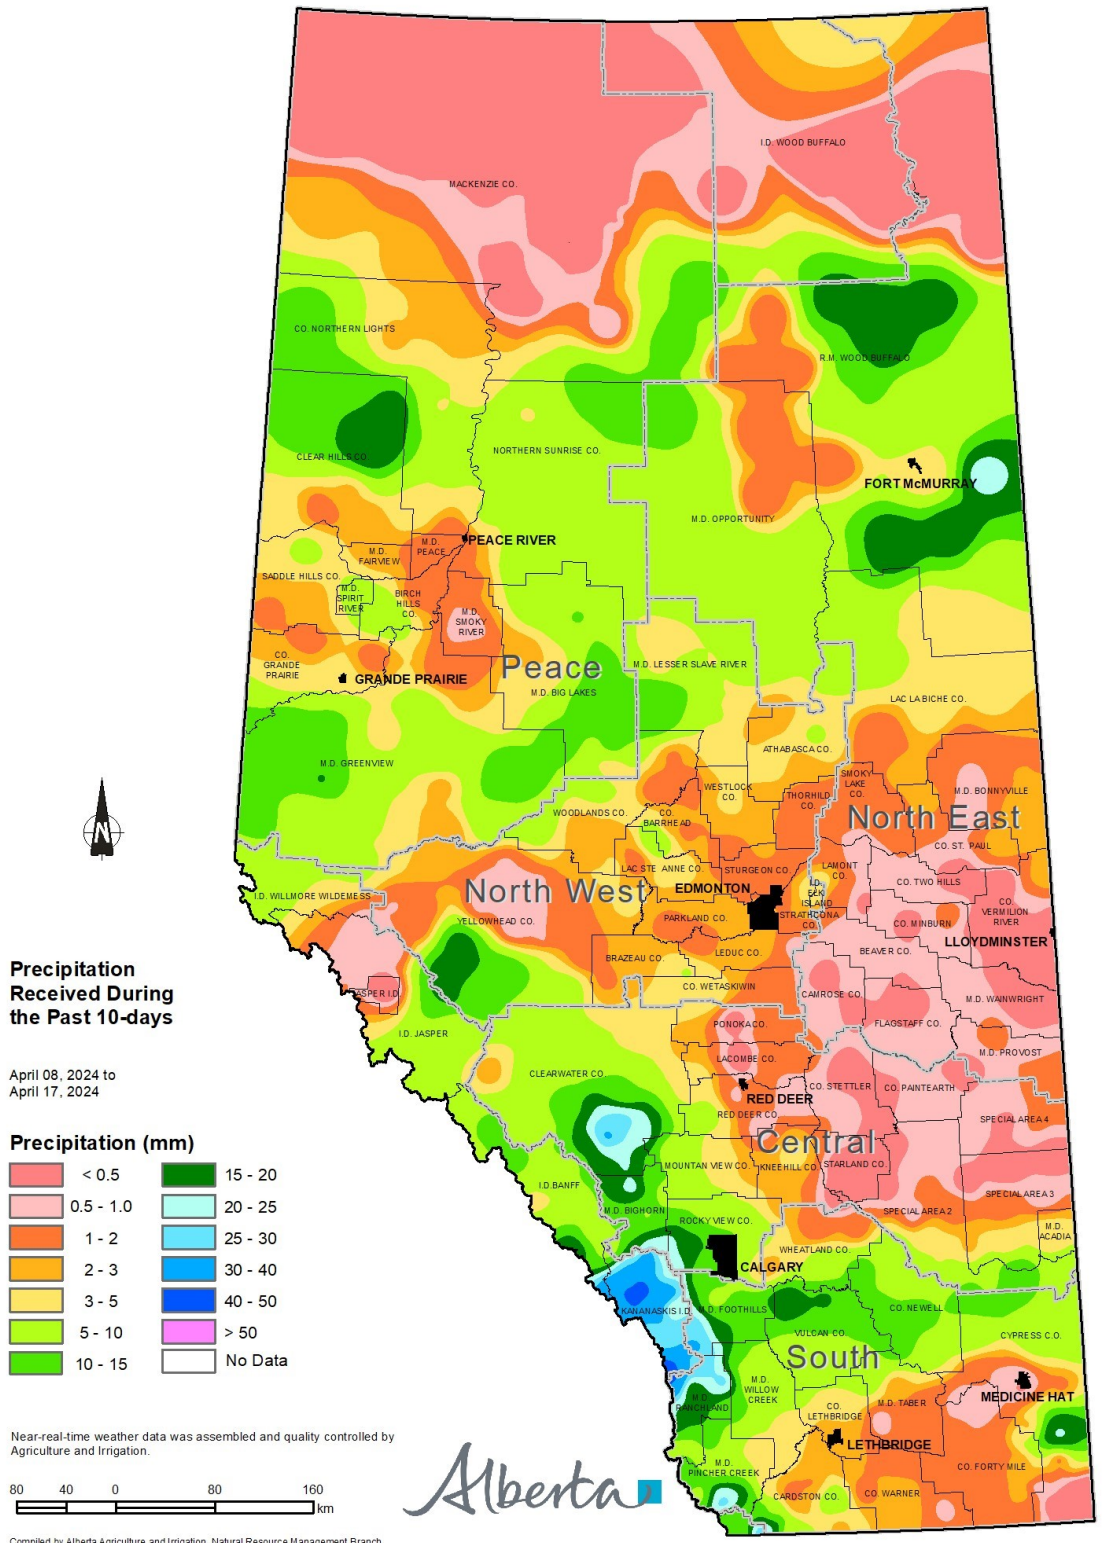 I.D. WOOD BUFFALO
MACKENZIE CO.
CO. NORTHERN LIGHTS
R.M. WOOD BUFFALO
CLEAR HILLS CO.
NORTHERN SUNRISE CO.
FORT McMURRAY
M.D. OPPORTUNITY
PEACE RIVER
M.D.
PEACE
M.D.
FAIRVIEW
SADDLE HILLS CO.
M.D.
SPIRIT
RIVER
BIRCH
HILLS
CO.
M.D.
SMOKY
RIVER
CO.
GRANDE
PRAIRIE
GRANDE PRAIRIE
Peace
M.D. LESSER SLAVE RIVER
M.D. BIG LAKES
LAC LA BICHE CO.
ATHABASCA CO.
M.D. GREENVIEW
WESTLOCK
CO.
THORHILD
CO.
SMOKY
LAKE
CO.
M.D. BONNYVILLE
WOODLANDS CO.
CO.
BARRHEAD
North East
CO. ST. PAUL
LAC STE ANNE CO.
STURGEON CO.
LAMONT
CO.
CO. TWO HILLS
I.D. WILLMORE WILDERNESS
North West
EDMONTON
I.D.
ELK
ISLAND
STRATHCONA
CO.
CO.
VERMILION
RIVER
YELLOWHEAD CO.
PARKLAND CO.
CO. MINBURN
LLOYDMINSTER
BRAZEAU CO.
LEDUC CO.
BEAVER CO.
Precipitation
Received During
the Past 10-days
JASPER I.D.
CO. WETASKIWIN
CAMROSE CO.
M.D. WAINWRIGHT
I.D. JASPER
PONOKA CO.
FLAGSTAFF CO.
LACOMBE CO.
M.D. PROVOST
April 08, 2024 to
April 17, 2024
CLEARWATER CO.
RED DEER
CO. STETTLER
CO. PAINTEARTH
RED DEER CO.
SPECIAL AREA 4
Central
MOUNTAIN VIEW CO.
KNEEHILL CO.
STARLAND CO.
I.D. BANFF
M.D. BIGHORN
SPECIAL AREA 3
SPECIAL AREA 2
ROCKY VIEW CO.
M.D.
ACADIA
WHEATLAND CO.
CALGARY
KANANASKIS I.D.
M.D. FOOTHILLS
CO. NEWELL
VULCAN CO.
CYPRESS C.O.
South
M.D.
WILLOW
CREEK
M.D.
RANCHLAND
MEDICINE HAT
M.D. TABER
CO.
LETHBRIDGE
LETHBRIDGE
M.D.
PINCHER CREEK
CO. FORTY MILE
CARDSTON CO.
CO. WARNER
N
Precipitation (mm)
< 0.5
0.5 - 1.0
1 - 2
2 - 3
3 - 5
5 - 10
10 - 15
15 - 20
20 - 25
25 - 30
30 - 40
40 - 50
> 50
No Data
Near-real-time weather data was assembled and quality controlled by
Agriculture and Irrigation.
80 40 0 80 160
km
Alberta
Compiled by Alberta Agriculture and Irrigation, Natural Resource Management Branch